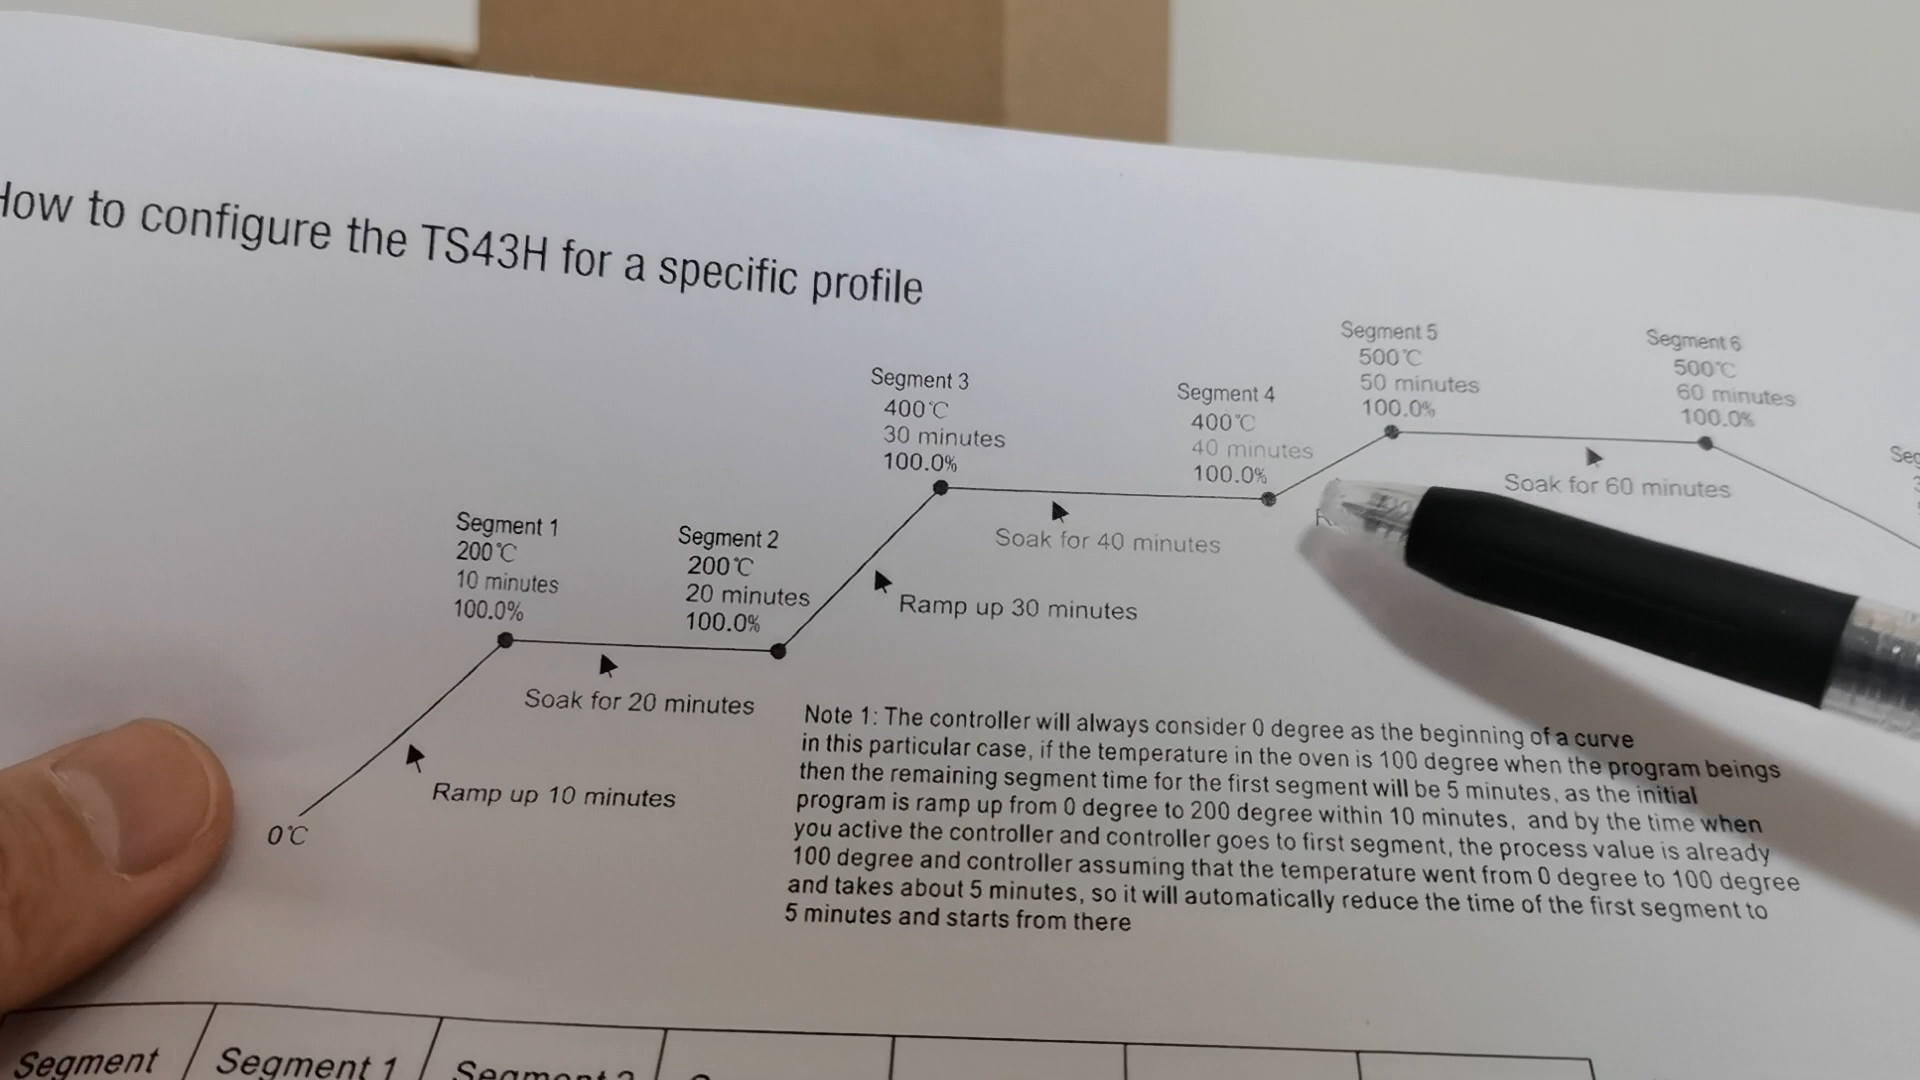 How to configure the TS43H for a specific profile
Segment 5
500℃
50 minutes
100.0%
Segment 6
500℃
60 minutes
100.0%
Segment 3
400℃
30 minutes
100.0%
Segment 4
400℃
40 minutes
100.0%
Soak for 60 minutes
Soak for 40 minutes
Segment 1
200℃
10 minutes
100.0%
Segment 2
200℃
20 minutes
100.0%
Ramp up 30 minutes
Soak for 20 minutes
Ramp up 10 minutes
0℃
Note 1: The controller will always consider 0 degree as the beginning of a curve
in this particular case, if the temperature in the oven is 100 degree when the program beings
then the remaining segment time for the first segment will be 5 minutes, as the initial
program is ramp up from 0 degree to 200 degree within 10 minutes, and by the time when
you active the controller and controller goes to first segment, the process value is already
100 degree and controller assuming that the temperature went from 0 degree to 100 degree
and takes about 5 minutes, so it will automatically reduce the time of the first segment to
5 minutes and starts from there
Segment
Segment 1
Segment 2